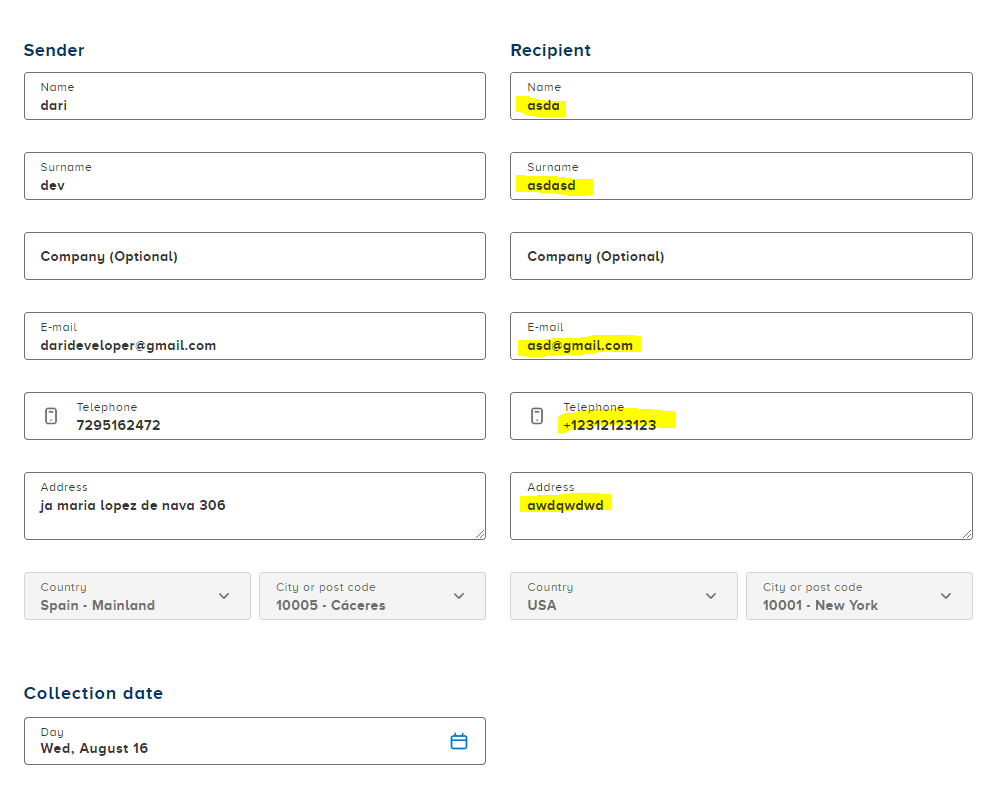 Sender
Name
dari
Surname
dev
Company (Optional)
E-mail
darideveloper@gmail.com
Telephone
7295162472
Address
ja maria lopez de nava 306
Country
Spain - Mainland
City or post code
10005 - Cáceres
Recipient
Name
asda
Surname
asdasd
Company (Optional)
E-mail
asd@gmail.com
Telephone
+12312123123
Address
awdqwdwd
Country
USA
City or post code
10001 - New York
Collection date
Day
Wed, August 16